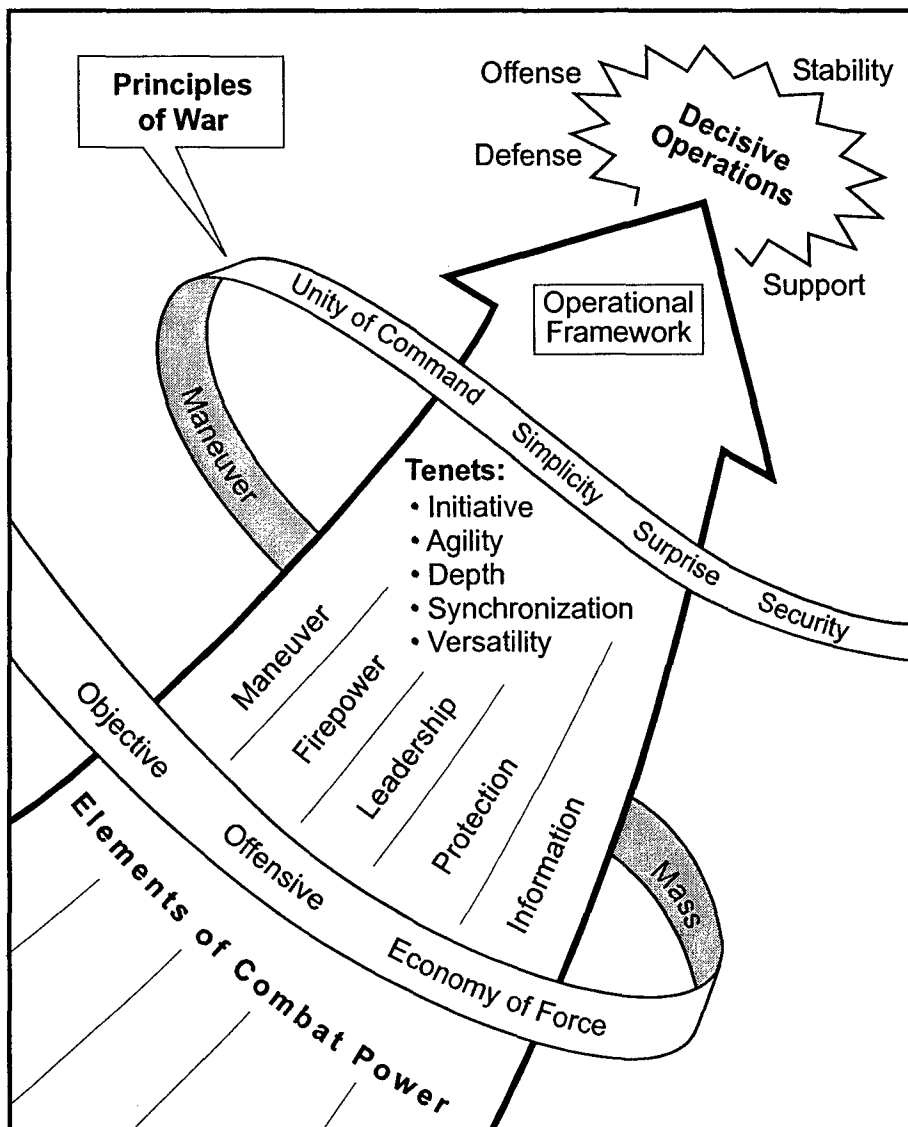 Principles
of War
Offense
Stability
Defense
Decisive
Operations
Support
Operational
Framework
Unity of Command Simplicity Surprise Security
Maneuver
Tenets:
• Initiative
• Agility
• Depth
• Synchronization
• Versatility
Maneuver
Firepower
Leadership
Protection
Information
Objective Offensive Economy of Force
Mass
Elements of Combat Power